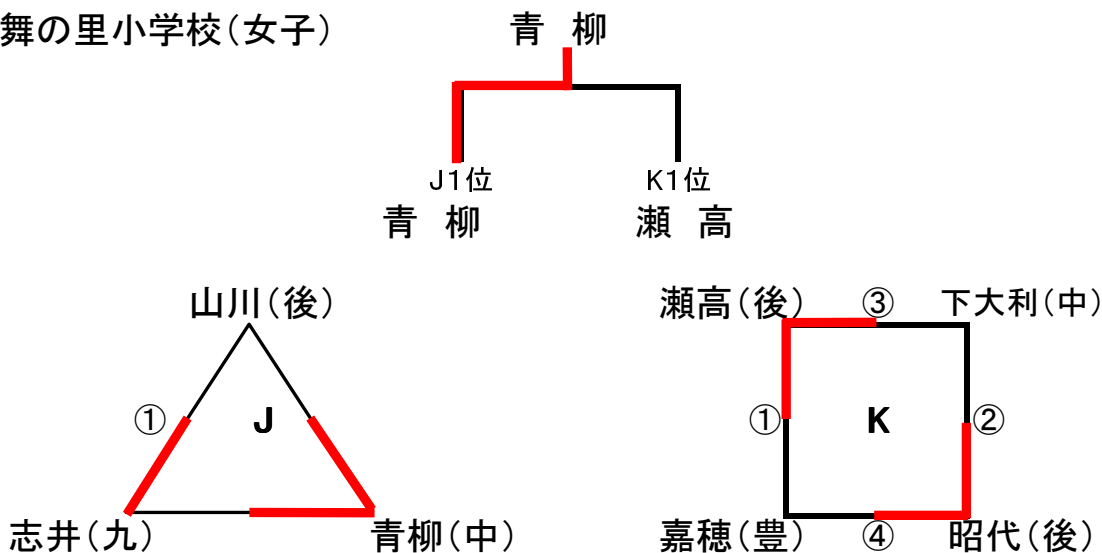 舞の里小学校(女子)
青 柳
J1位
K1位
青 柳
瀬 高
山川(後)
①
J
志井(九)
青柳(中)
瀬高(後)
③
下大利(中)
①
K
②
嘉穂(豊)
④
昭代(後)